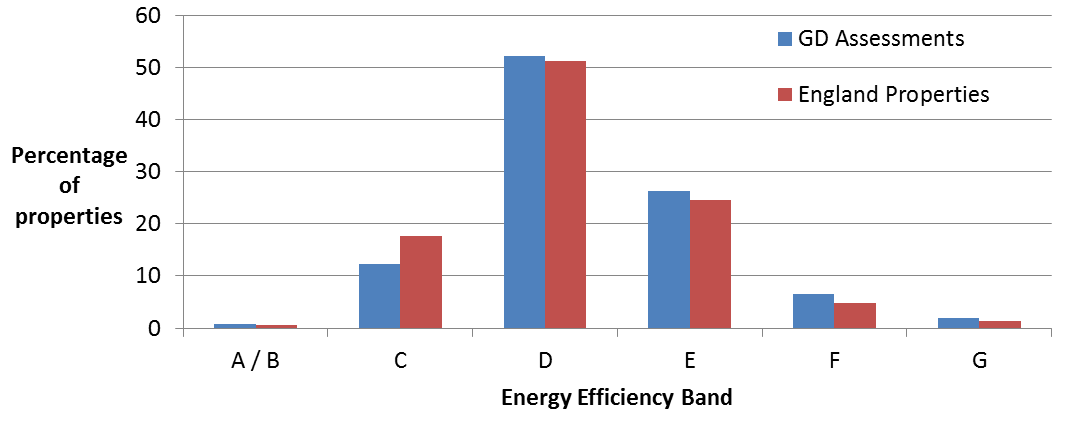 60
50
40
30
20
10
0
Percentage
of
properties
GD Assessments
England Properties
A / B
C
D
E
F
G
Energy Efficiency Band